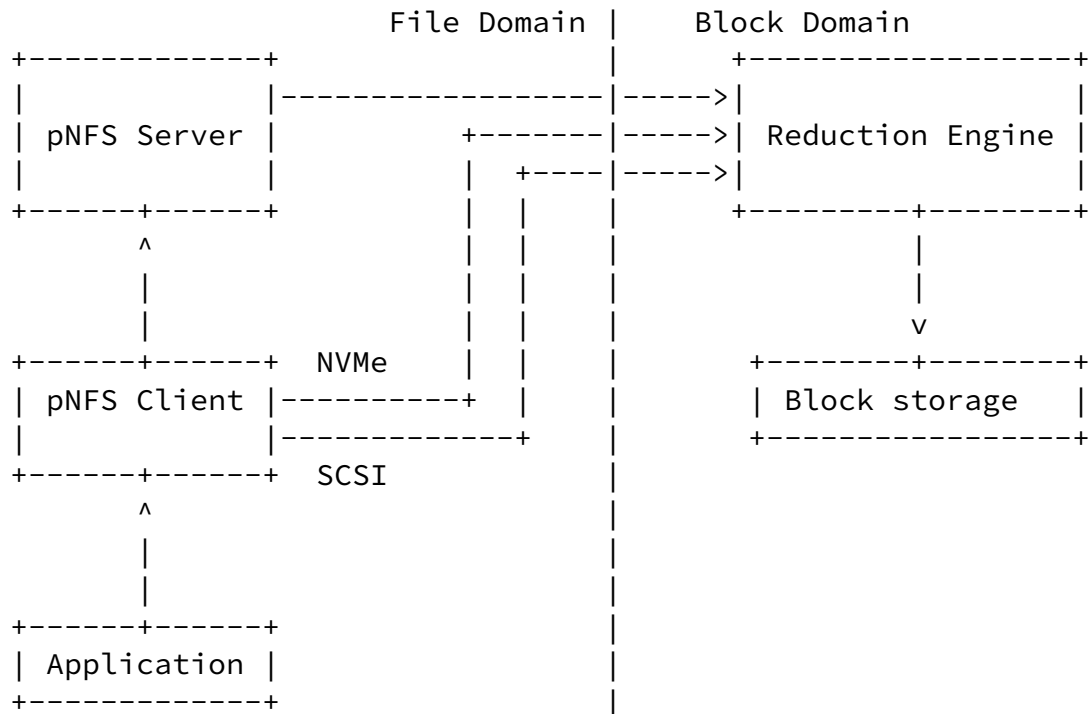 File Domain | Block Domain
pNFS Server
Reduction Engine
NVMe
pNFS Client
Block storage
SCSI
Application